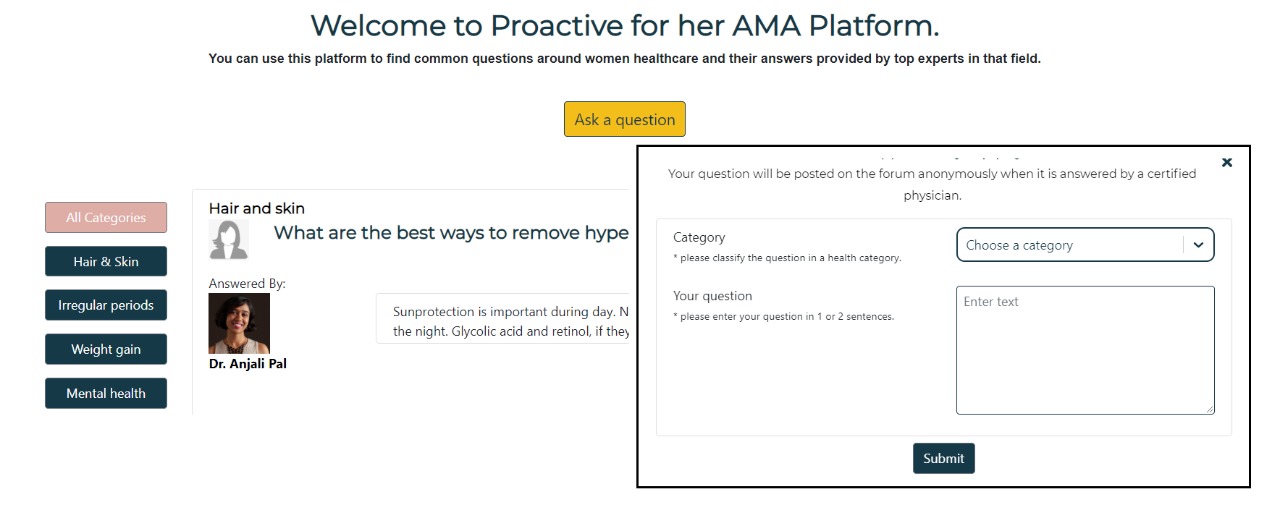 Welcome to Proactive for her AMA Platform.
You can use this platform to find common questions around women healthcare and their answers provided by top experts in that field.
Ask a question
All Categories
Hair & Skin
Irregular periods
Weight gain
Mental health
Hair and skin
What are the best ways to remove hype
Answered By:
Sunprotection is important during day. N
the night. Glycolic acid and retinol, if they
Dr. Anjali Pal
Your question will be posted on the forum anonymously when it is answered by a certified
physician.
Category
* please classify the question in a health category.
Choose a category
Your question
* please enter your question in 1 or 2 sentences.
Enter text
Submit